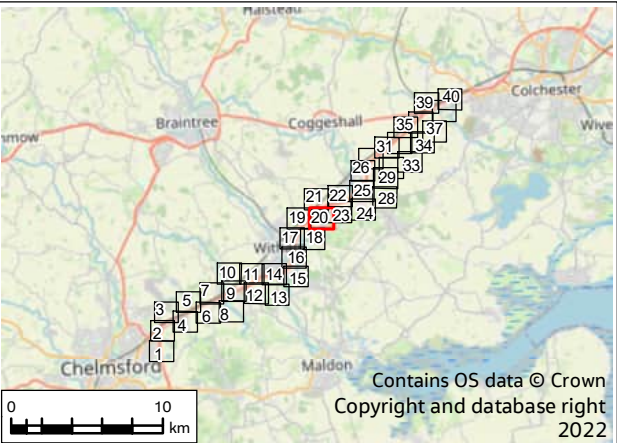 Halstead
Colchester
39 40
Braintree
Coggeshall
35 37
Wive
nmow
31 34
26 33
29
21 22 25 28
19 20 23 24
17 18
Witham
16
10 11 14 15
7 9 12 13
5
3 6 8
4
2
1
Chelmsford
Maldon
0 10
km
Contains OS data © Crown
Copyright and database right
2022